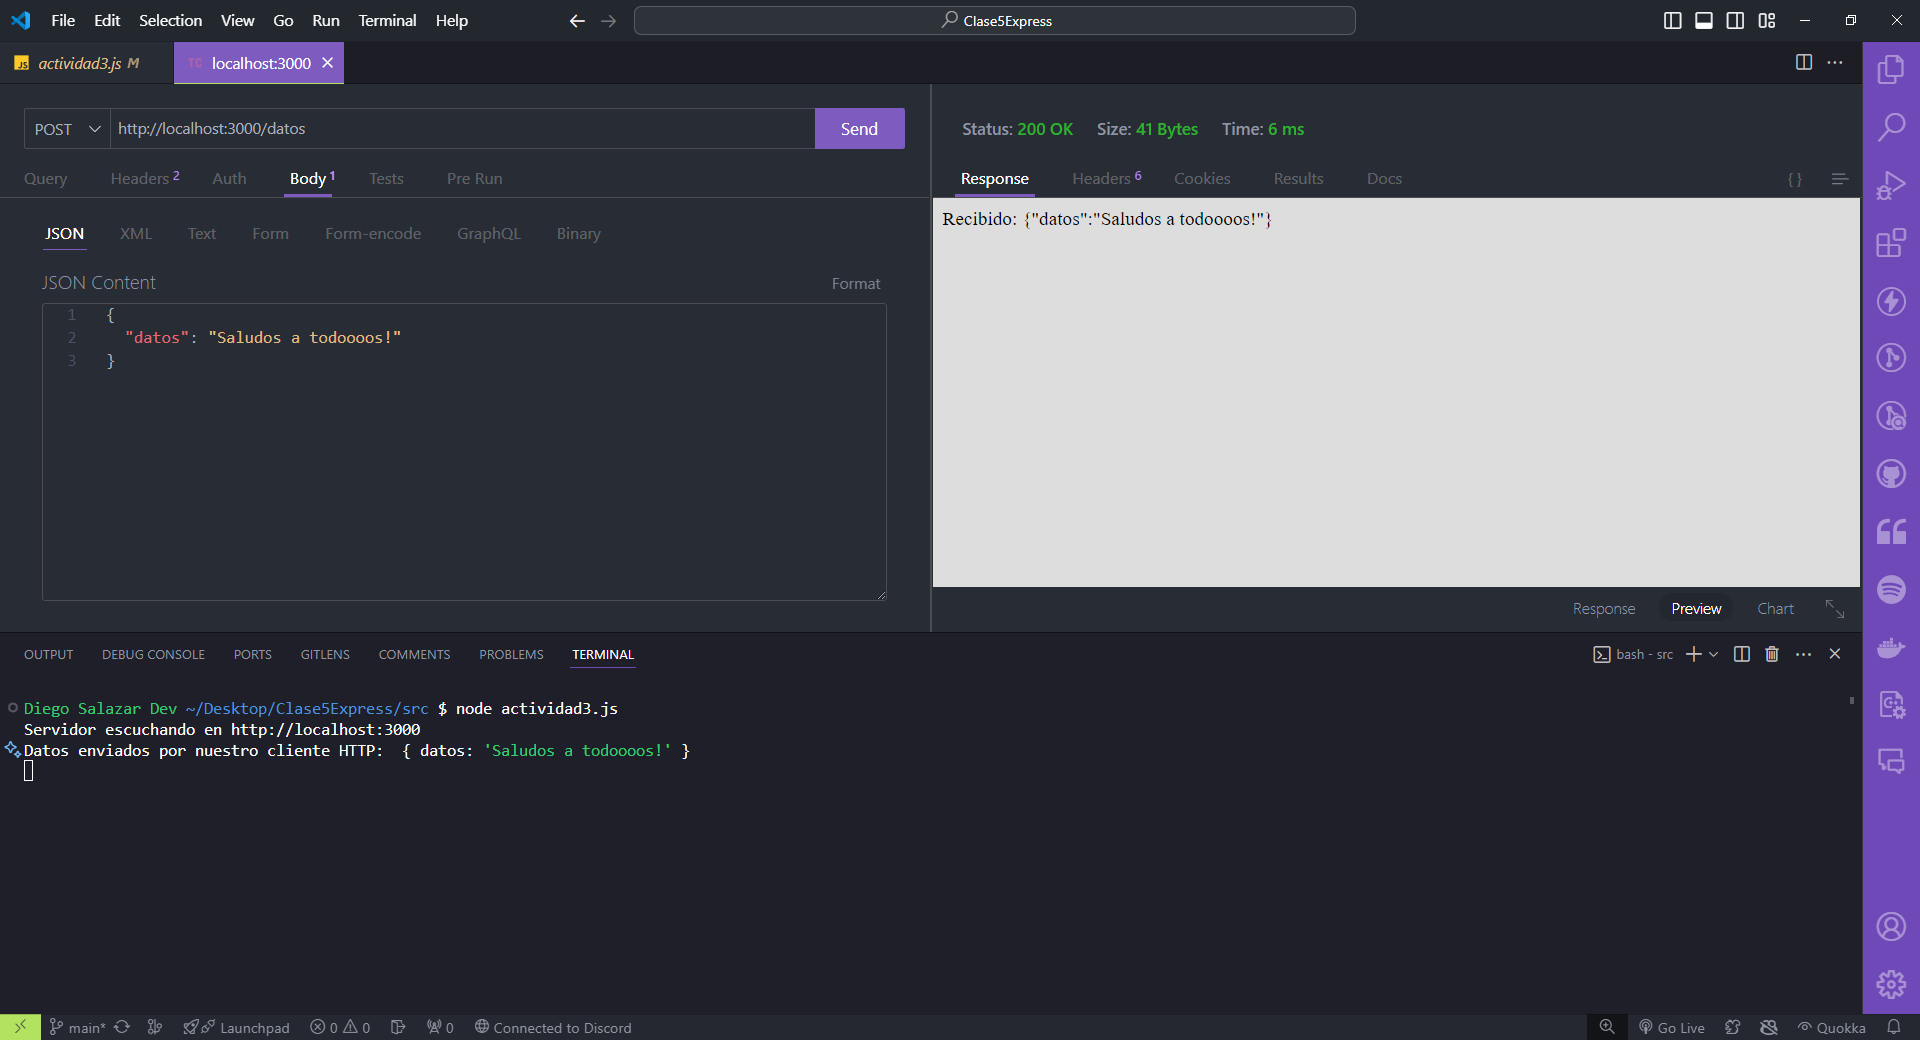 File Edit Selection View Go Run Terminal Help
Clase5Express
JS actividad3.js M
TC localhost:3000
POST http://localhost:3000/datos Send
Query Headers 2 Auth Body 1 Tests Pre Run
JSON XML Text Form Form-encode GraphQL Binary
JSON Content Format
1 {
2 "datos": "Saludos a todoooos!"
3 }
Status: 200 OK Size: 41 Bytes Time: 6 ms
Response Headers 6 Cookies Results Docs { }
Recibido: {"datos":"Saludos a todoooos!"}
Response Preview Chart
OUTPUT DEBUG CONSOLE PORTS GITLENS COMMENTS PROBLEMS TERMINAL
bash - src
Diego Salazar Dev ~/Desktop/Clase5Express/src $ node actividad3.js
Servidor escuchando en http://localhost:3000
Datos enviados por nuestro cliente HTTP:  { datos: 'Saludos a todoooos!' }
main* Launchpad 0 0 0 Connected to Discord
Go Live Quokka